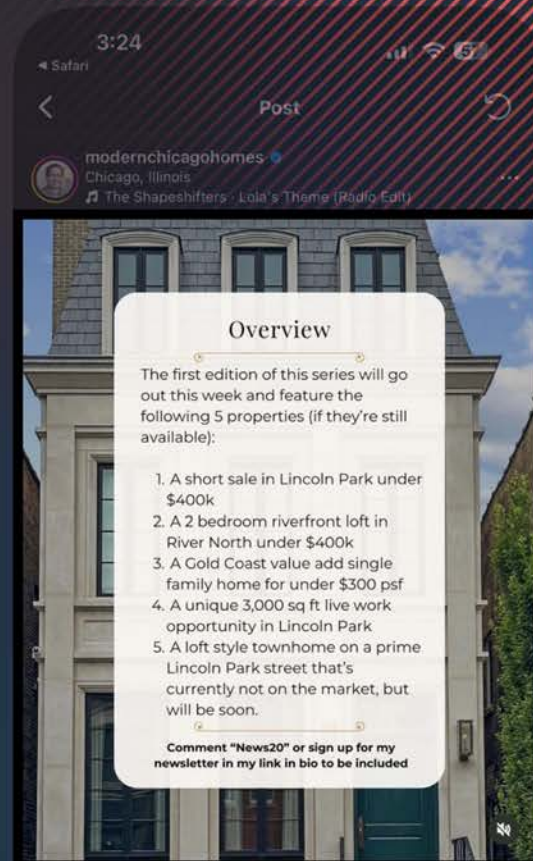 3:24
57
◀ Safari
Post
modernchicagohomes
Chicago, Illinois
The Shapeshifters · Lola's Theme (Radio Edit)
Overview
The first edition of this series will go
out this week and feature the
following 5 properties (if they're still
available):
1. A short sale in Lincoln Park under
$400k
2. A 2 bedroom riverfront loft in
River North under $400k
3. A Gold Coast value add single
family home for under $300 psf
4. A unique 3,000 sq ft live work
opportunity in Lincoln Park
5. A loft style townhome on a prime
Lincoln Park street that's
currently not on the market, but
will be soon.
Comment "News20" or sign up for my
newsletter in my link in bio to be included